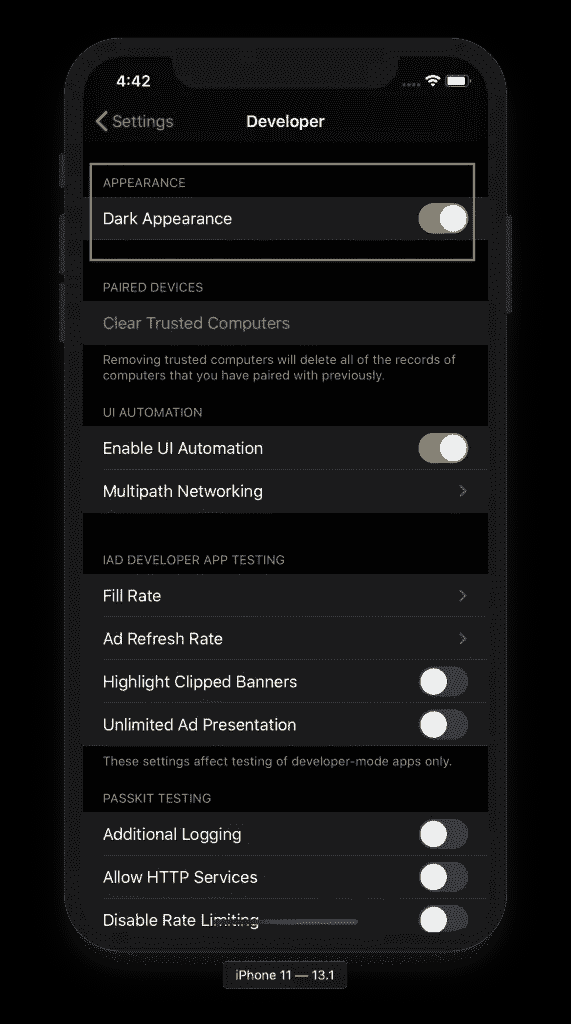 4:42
Settings
Developer
APPEARANCE
Dark Appearance
PAIRED DEVICES
Clear Trusted Computers
Removing trusted computers will delete all of the records of
computers that you have paired with previously.
UI AUTOMATION
Enable UI Automation
Multipath Networking
IAD DEVELOPER APP TESTING
Fill Rate
Ad Refresh Rate
Highlight Clipped Banners
Unlimited Ad Presentation
These settings affect testing of developer-mode apps only.
PASSKIT TESTING
Additional Logging
Allow HTTP Services
Disable Rate Limiting
iPhone 11 — 13.1